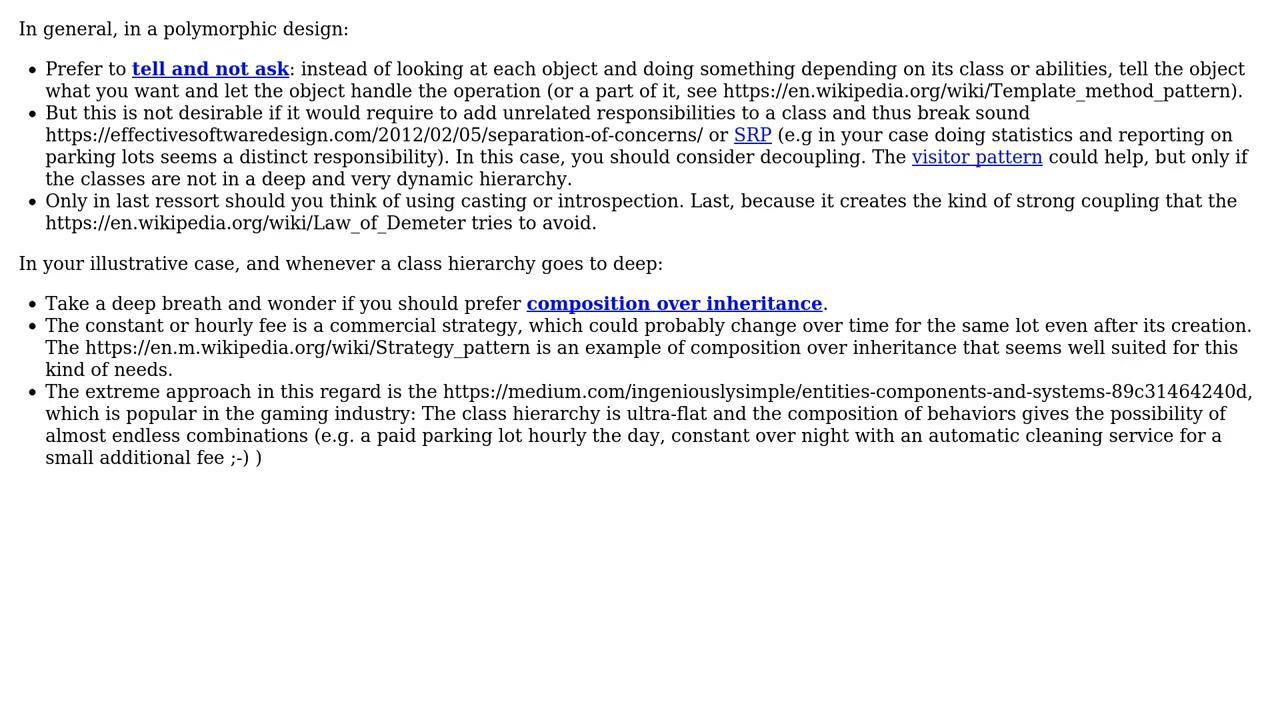 In general, in a polymorphic design:
• Prefer to tell and not ask: instead of looking at each object and doing something depending on its class or abilities, tell the object
what you want and let the object handle the operation (or a part of it, see https://en.wikipedia.org/wiki/Template_method_pattern).
• But this is not desirable if it would require to add unrelated responsibilities to a class and thus break sound
https://effectivesoftwaredesign.com/2012/02/05/separation-of-concerns/ or SRP (e.g in your case doing statistics and reporting on
parking lots seems a distinct responsibility). In this case, you should consider decoupling. The visitor pattern could help, but only if
the classes are not in a deep and very dynamic hierarchy.
• Only in last ressort should you think of using casting or introspection. Last, because it creates the kind of strong coupling that the
https://en.wikipedia.org/wiki/Law_of_Demeter tries to avoid.
In your illustrative case, and whenever a class hierarchy goes to deep:
• Take a deep breath and wonder if you should prefer composition over inheritance.
• The constant or hourly fee is a commercial strategy, which could probably change over time for the same lot even after its creation.
The https://en.m.wikipedia.org/wiki/Strategy_pattern is an example of composition over inheritance that seems well suited for this
kind of needs.
• The extreme approach in this regard is the https://medium.com/ingeniouslysimple/entities-components-and-systems-89c31464240d,
which is popular in the gaming industry: The class hierarchy is ultra-flat and the composition of behaviors gives the possibility of
almost endless combinations (e.g. a paid parking lot hourly the day, constant over night with an automatic cleaning service for a
small additional fee ;-) )